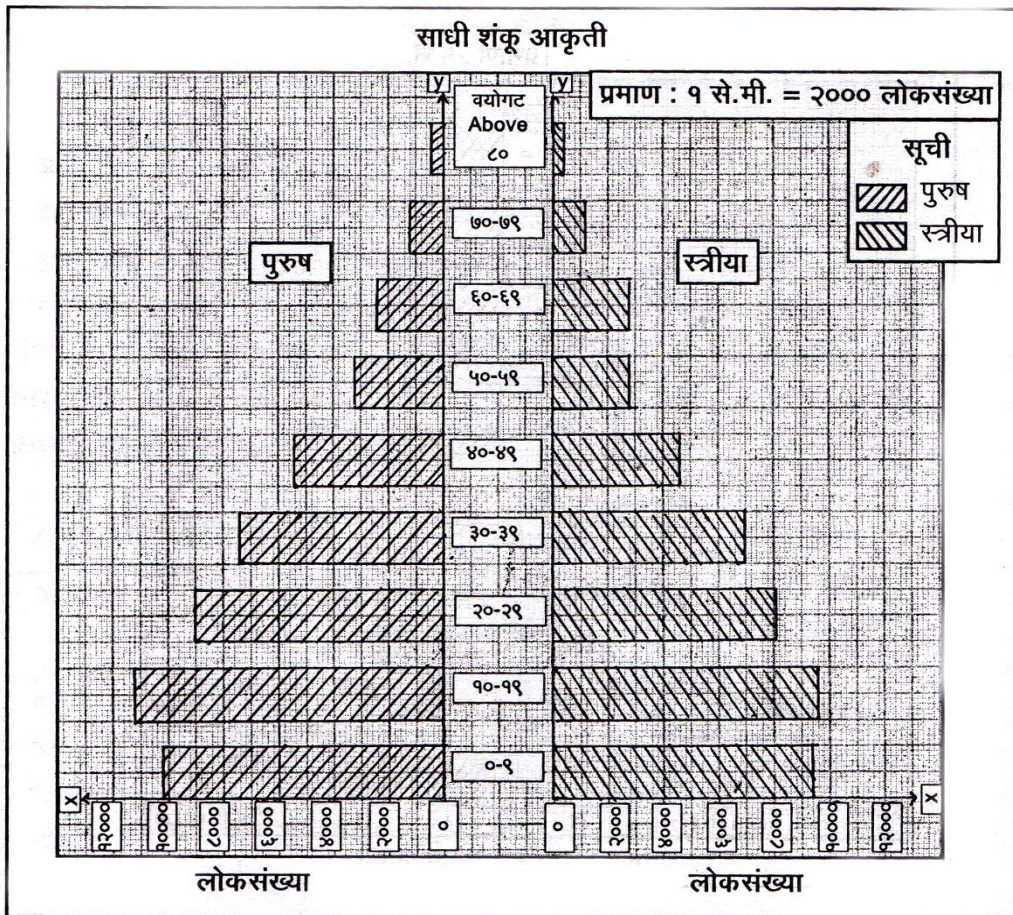 साधी शंकू आकृती
y
y
वयोगट
Above
८०
प्रमाण : १ से.मी. = २००० लोकसंख्या
सूची
पुरुष
स्त्रीया
७०-७९
पुरुष
स्त्रीया
६०-६९
५०-५९
४०-४९
३०-३९
२०-२९
१०-१९
०-९
x
१२०००
१००००
८०००
६०००
४०००
२०००
०
०
२०००
४०००
६०००
८०००
१००००
१२०००
x
लोकसंख्या
लोकसंख्या